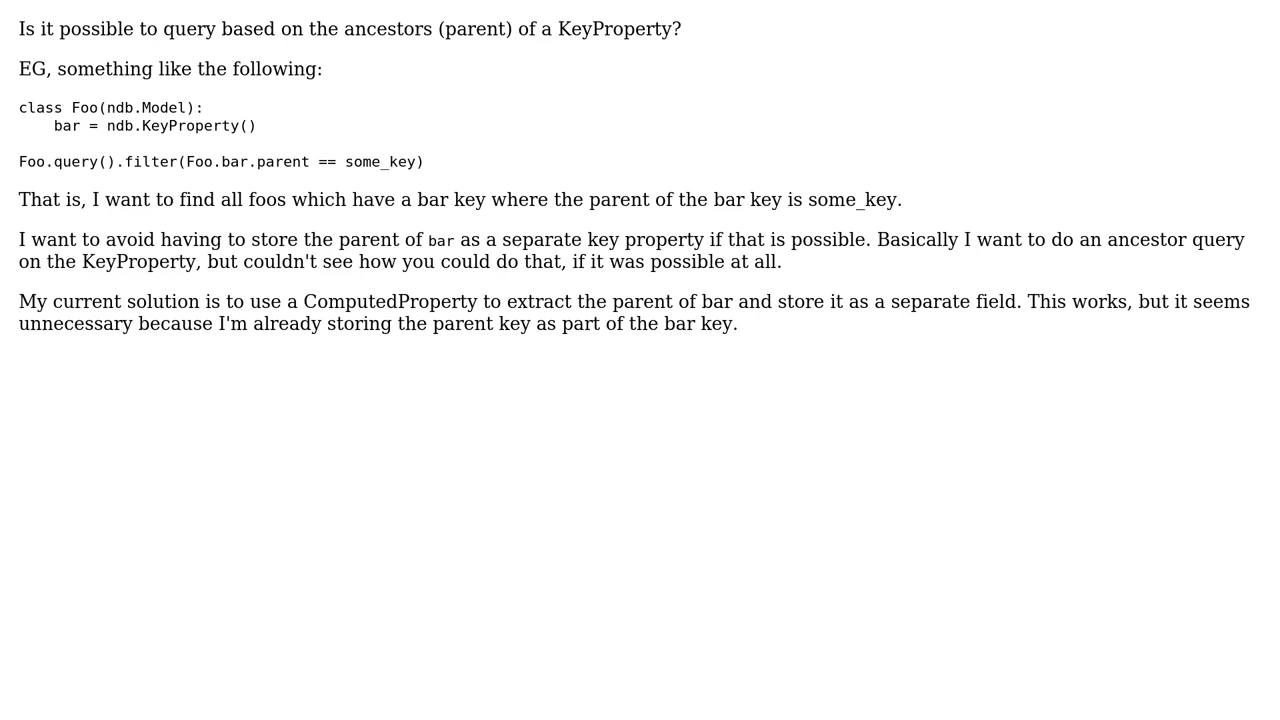 Is it possible to query based on the ancestors (parent) of a KeyProperty?
EG, something like the following:
class Foo(ndb.Model):
    bar = ndb.KeyProperty()
Foo.query().filter(Foo.bar.parent == some_key)
That is, I want to find all foos which have a bar key where the parent of the bar key is some_key.
I want to avoid having to store the parent of bar as a separate key property if that is possible. Basically I want to do an ancestor query
on the KeyProperty, but couldn't see how you could do that, if it was possible at all.
My current solution is to use a ComputedProperty to extract the parent of bar and store it as a separate field. This works, but it seems
unnecessary because I'm already storing the parent key as part of the bar key.